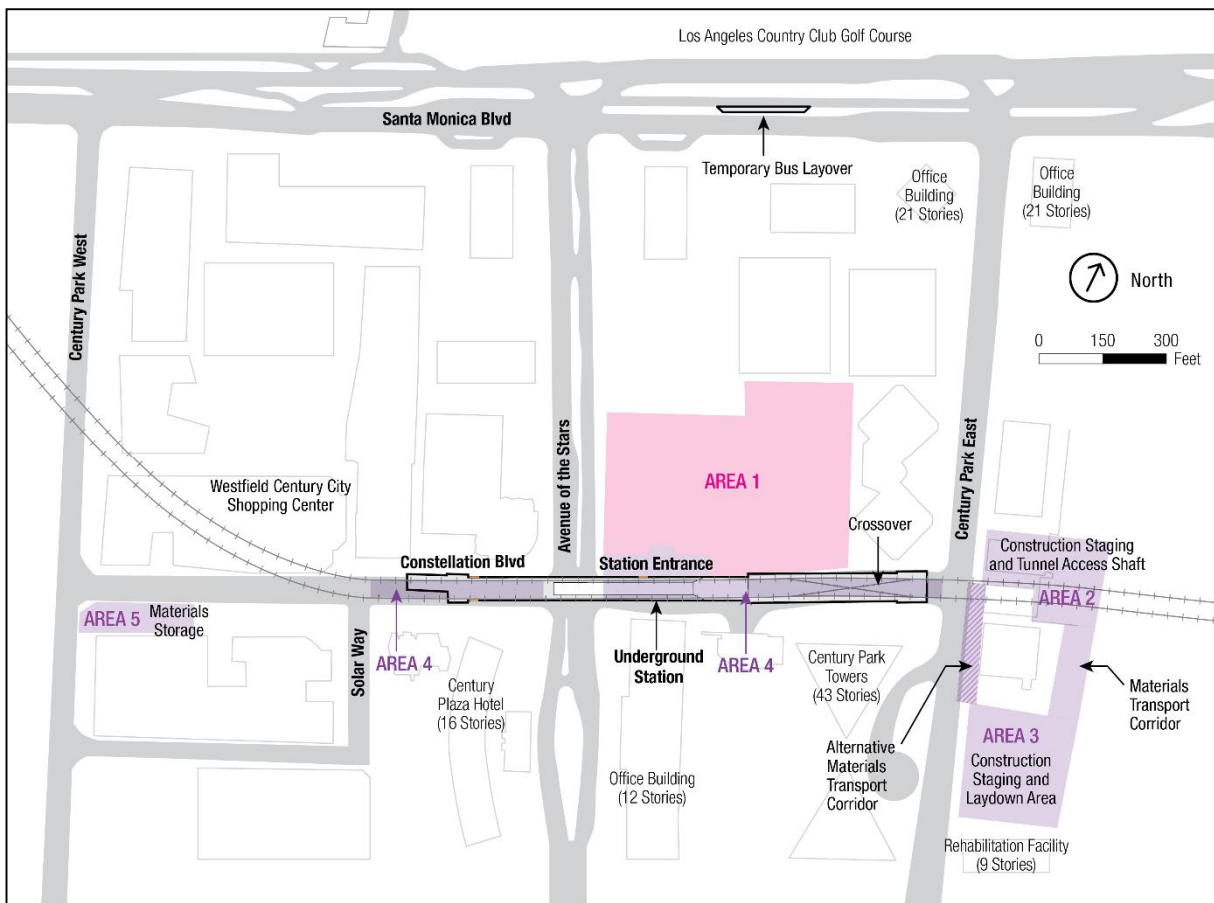 Los Angeles Country Club Golf Course
Santa Monica Blvd
Temporary Bus Layover
Office
Building
(21 Stories)
Office
Building
(21 Stories)
North
0 150 300
Feet
Century Park West
Avenue of the Stars
Century Park East
AREA 1
Westfield Century City
Shopping Center
Crossover
Constellation Blvd
Station Entrance
Construction Staging
and Tunnel Access Shaft
AREA 2
AREA 5
Materials
Storage
Solar Way
AREA 4
Underground
Station
AREA 4
Century
Plaza Hotel
(16 Stories)
Century Park
Towers
(43 Stories)
Materials
Transport
Corridor
Alternative
Materials
Transport
Corridor
AREA 3
Construction
Staging and
Laydown Area
Office Building
(12 Stories)
Rehabilitation Facility
(9 Stories)